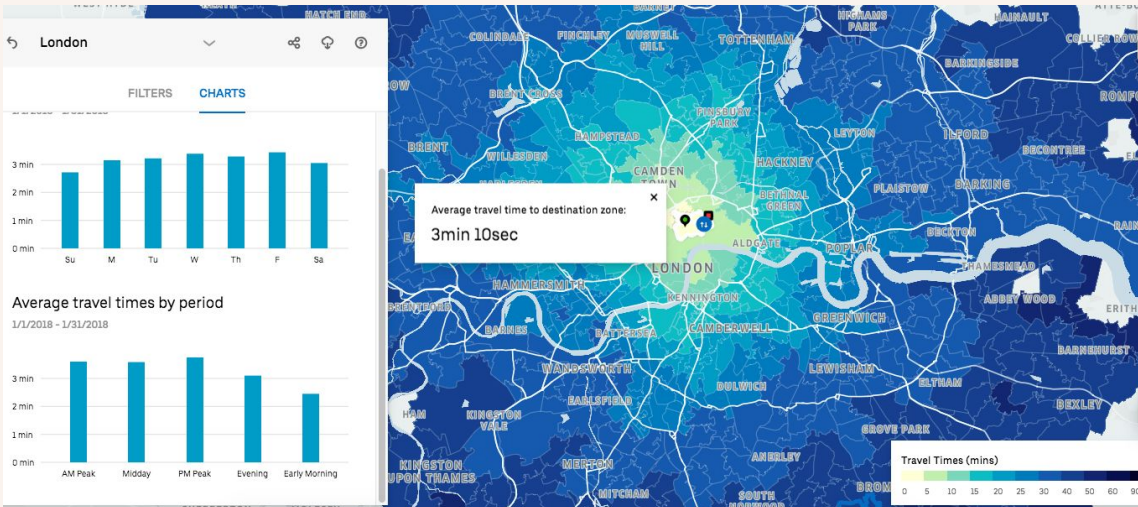 London
FILTERS
CHARTS
3 min
2 min
1 min
0 min
Su
M
Tu
W
Th
F
Sa
Average travel times by period
1/1/2018 - 1/31/2018
3 min
2 min
1 min
0 min
AM Peak
Midday
PM Peak
Evening
Early Morning
Average travel time to destination zone:
3min 10sec
HATCH END
COLINDALE
FINCHLEY
MUSWELL
HILL
TOTTENHAM
HIGHAMS
PARK
HAINAULT
COLLIER ROW
BARKINGSIDE
BRENT CROSS
FINSBURY
PARK
HAMPSTEAD
LEYTON
ILFORD
BECONTREE
BRENT
WILLESDEN
CAMDEN
TOWN
HACKNEY
PLAISTOW
BARKING
BETHNAL
GREEN
BECKTON
ALDGATE
POPLAR
LONDON
THAMESMEAD
HAMMERSMITH
KENNINGTON
ABBEY WOOD
ERITH
BARNES
BATTERSEA
CAMBERWELL
GREENWICH
BARNEHURST
WANDSWORTH
LEWISHAM
ELTHAM
DULWICH
BEXLEY
HAM
KINGSTON
VALE
EARLSFIELD
GROVE PARK
KINGSTON
UPON THAMES
MERTON
ANERLEY
MITCHAM
SOUTH
Travel Times (mins)
0 5 10 15 20 25 30 40 50 60 90